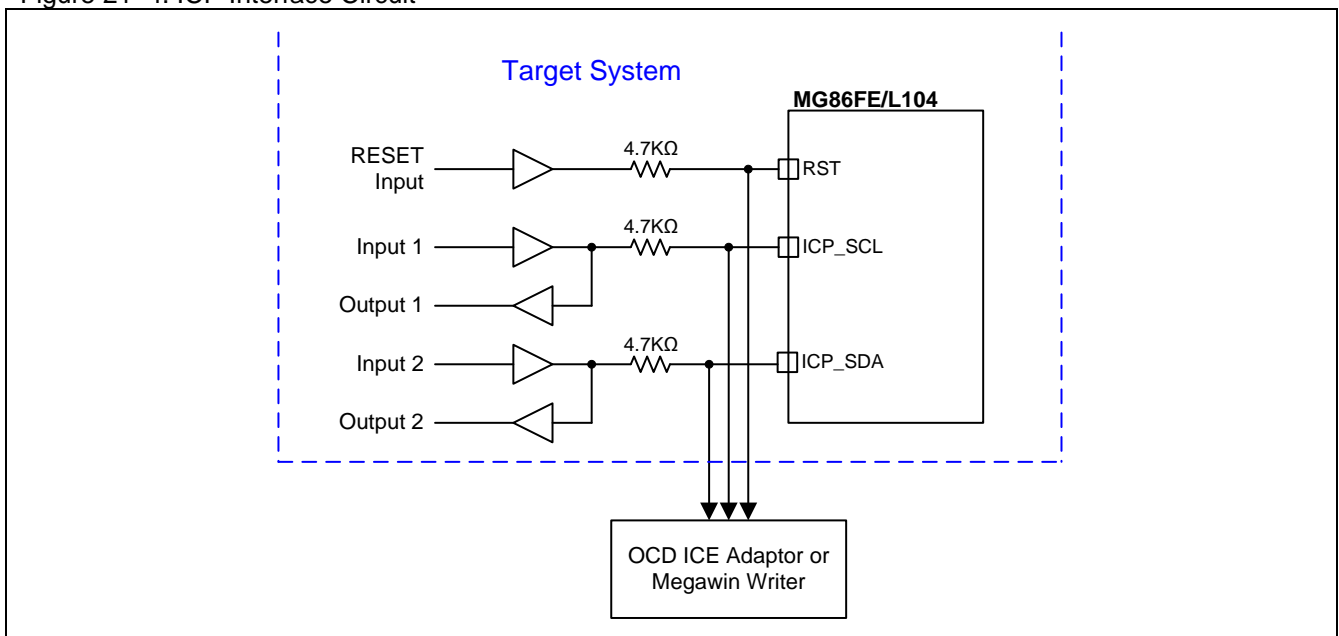 Target System
MG86FE/L104
RESET
Input
4.7KΩ
RST
Input 1
4.7KΩ
ICP_SCL
Output 1
Input 2
4.7KΩ
ICP_SDA
Output 2
OCD ICE Adaptor or
Megawin Writer